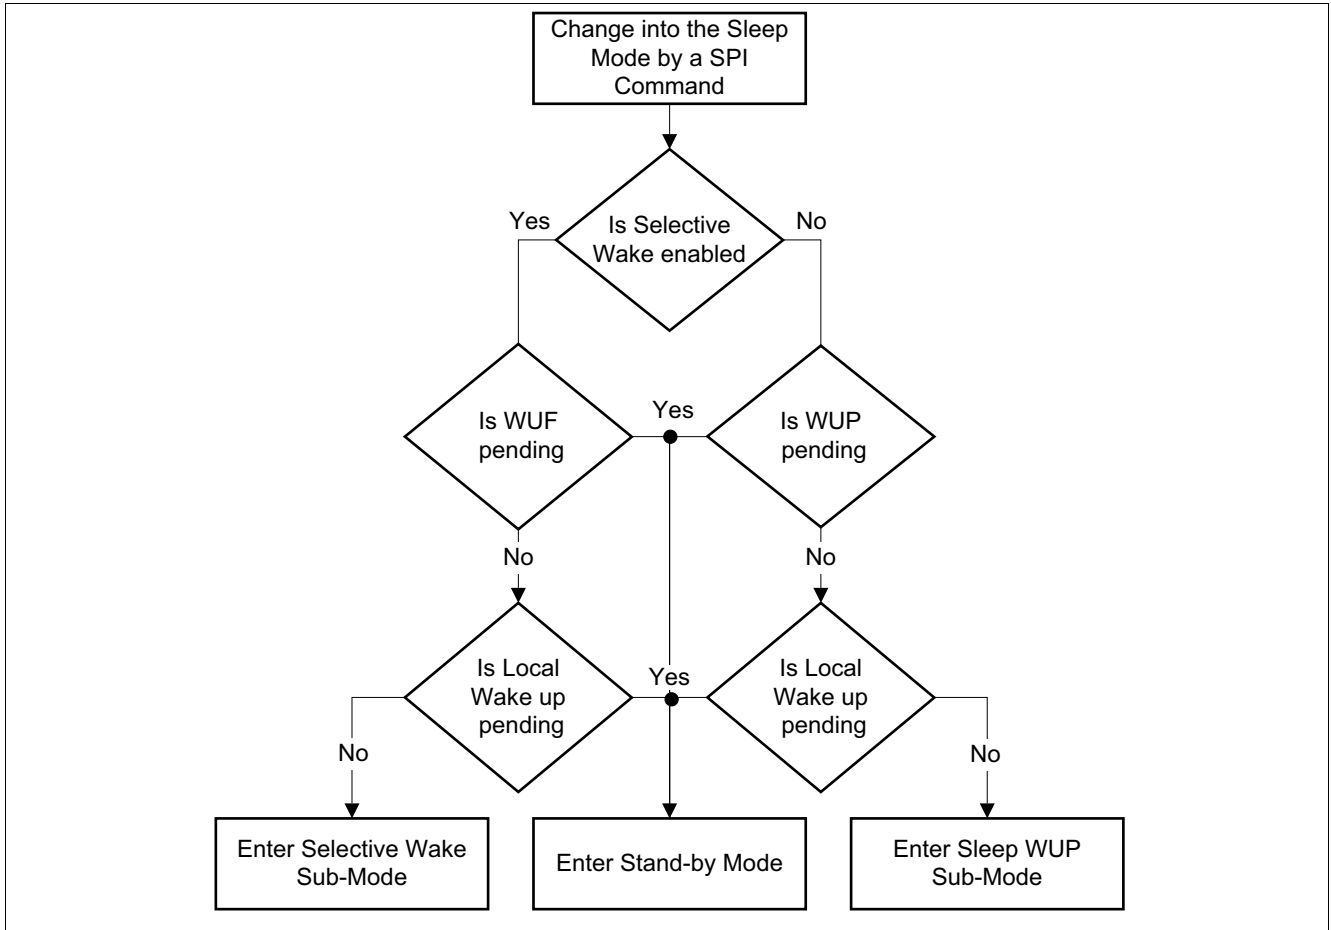 Change into the Sleep
Mode by a SPI
Command
Yes
Is Selective
Wake enabled
No
Is WUF
pending
Yes
Is WUP
pending
No
No
Is Local
Wake up
pending
Yes
Is Local
Wake up
pending
No
No
Enter Selective Wake
Sub-Mode
Enter Stand-by Mode
Enter Sleep WUP
Sub-Mode